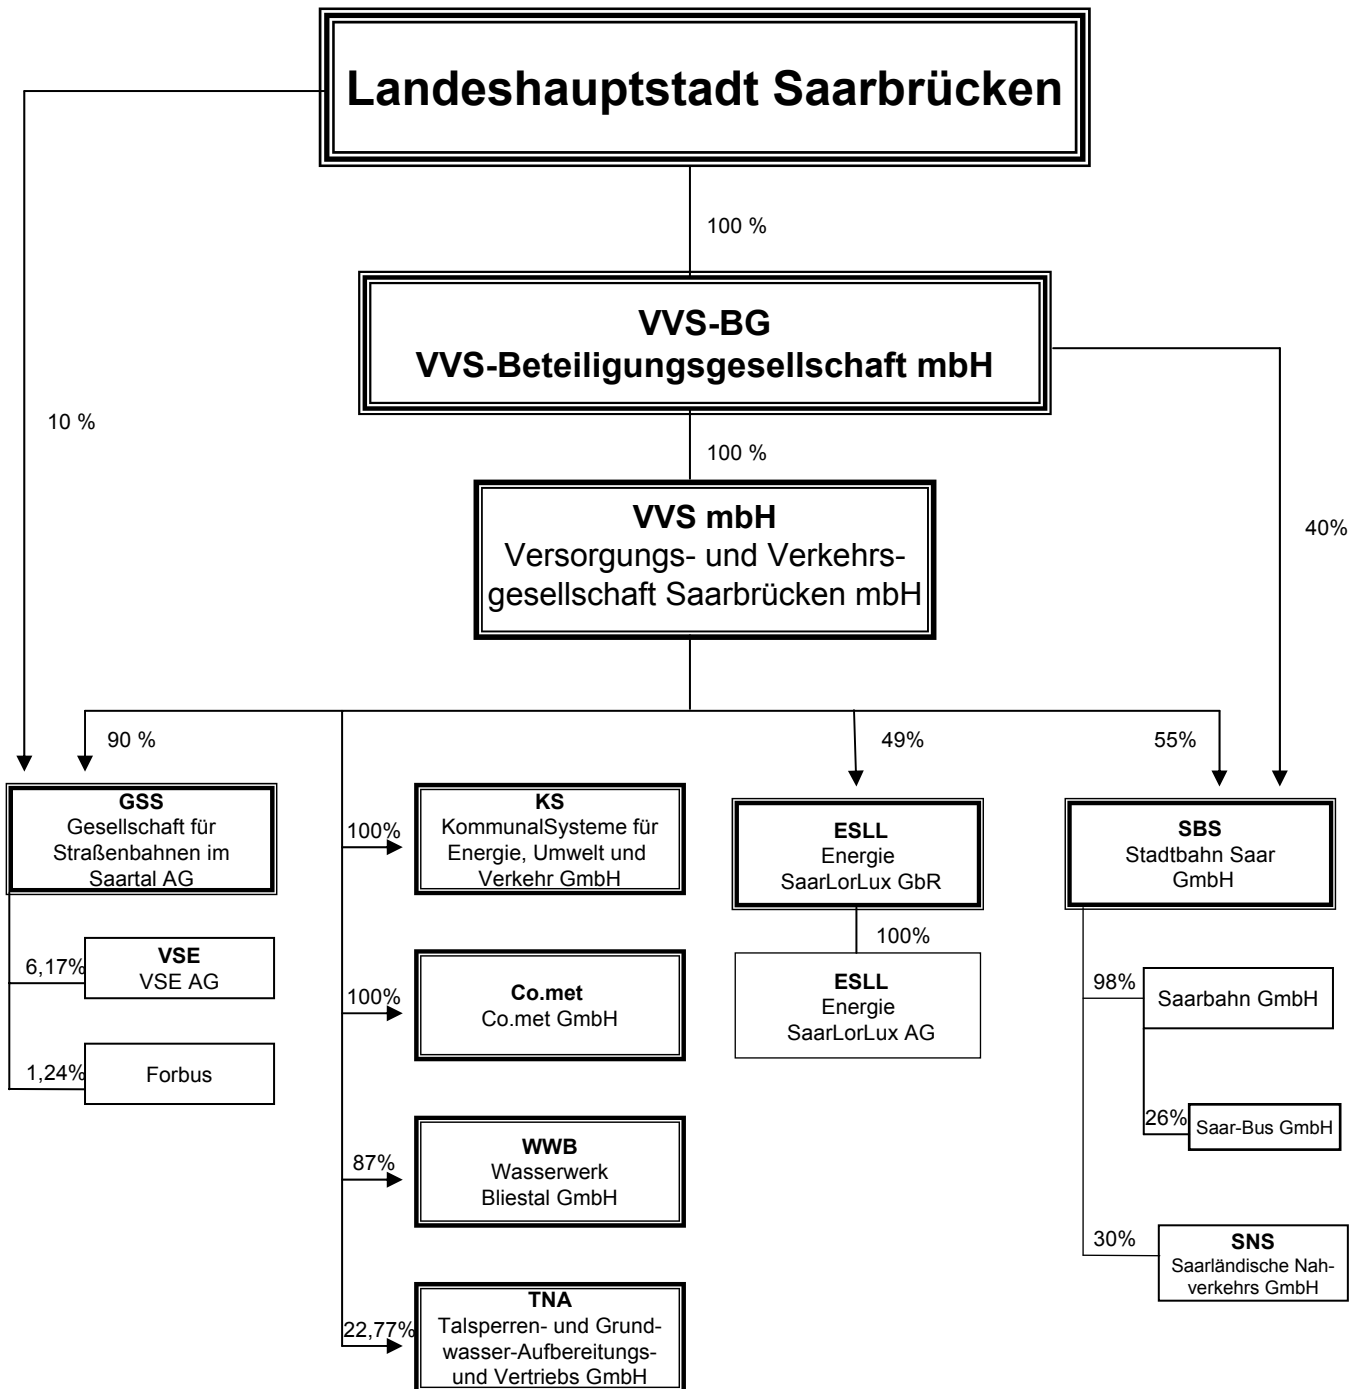 Landeshauptstadt Saarbrücken
100 %
VVS-BG
VVS-Beteiligungsgesellschaft mbH
10 %
100 %
40%
VVS mbH
Versorgungs- und Verkehrs-
gesellschaft Saarbrücken mbH
90 %
49%
55%
GSS
Gesellschaft für
Straßenbahnen im
Saartal AG
6,17%
VSE
VSE AG
1,24%
Forbus
100%
KS
KommunalSysteme für
Energie, Umwelt und
Verkehr GmbH
100%
Co.met
Co.met GmbH
87%
WWB
Wasserwerk
Bliestal GmbH
22,77%
TNA
Talsperren- und Grund-
wasser-Aufbereitungs-
und Vertriebs GmbH
ESLL
Energie
SaarLorLux GbR
100%
ESLL
Energie
SaarLorLux AG
SBS
Stadtbahn Saar
GmbH
98%
Saarbahn GmbH
26%
Saar-Bus GmbH
30%
SNS
Saarländische Nah-
verkehrs GmbH